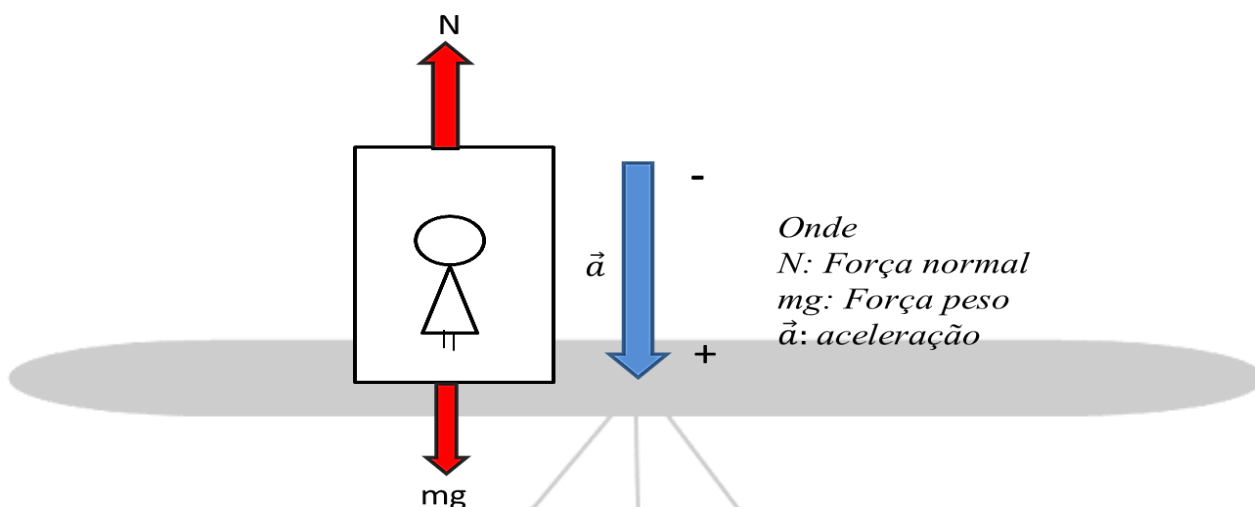 N
-
a⃗
Onde
N: Força normal
mg: Força peso
a⃗: aceleração
+
mg